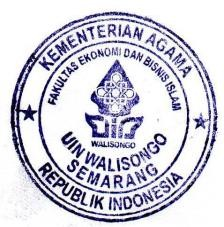 KEMENTERIAN AGAMA
FAKULTAS EKONOMI DAN BISNIS ISLAM
WALISONGO
UIN WALISONGO
SEMARANG
REPUBLIK INDONESIA